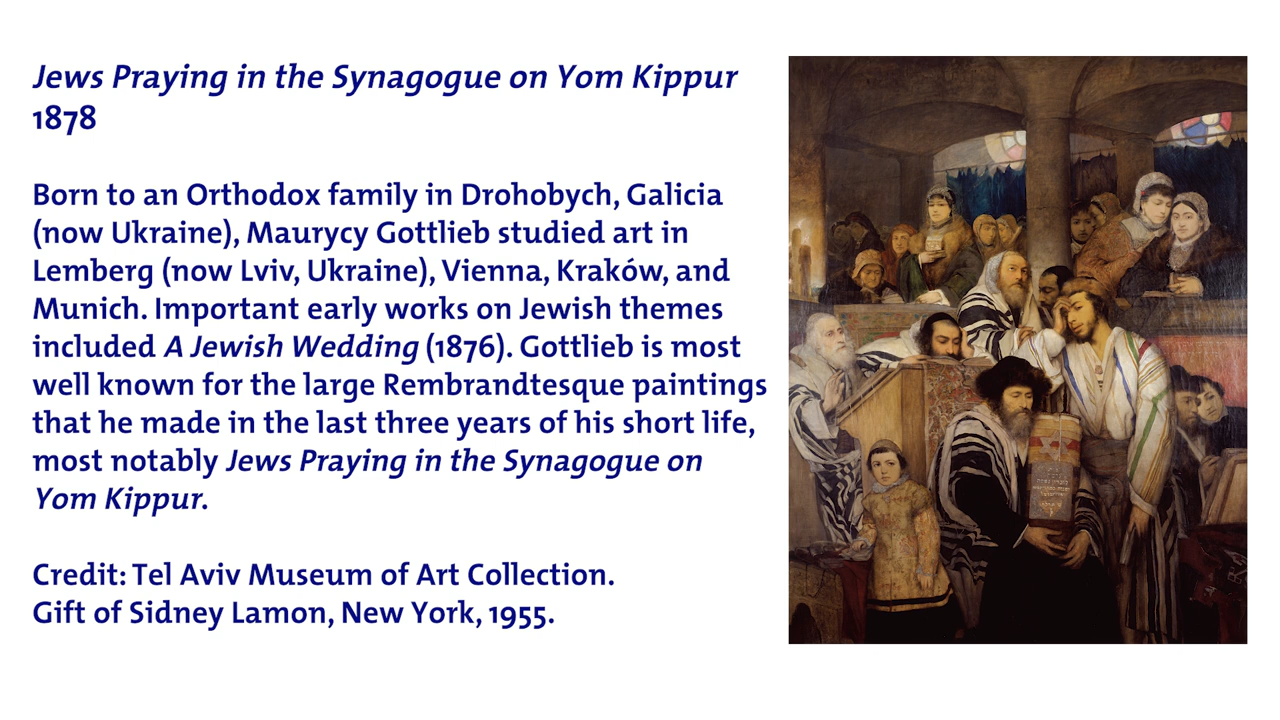 Jews Praying in the Synagogue on Yom Kippur
1878
Born to an Orthodox family in Drohobych, Galicia
(now Ukraine), Maurycy Gottlieb studied art in
Lemberg (now Lviv, Ukraine), Vienna, Kraków, and
Munich. Important early works on Jewish themes
included A Jewish Wedding (1876). Gottlieb is most
well known for the large Rembrandtesque paintings
that he made in the last three years of his short life,
most notably Jews Praying in the Synagogue on
Yom Kippur.
Credit: Tel Aviv Museum of Art Collection.
Gift of Sidney Lamon, New York, 1955.